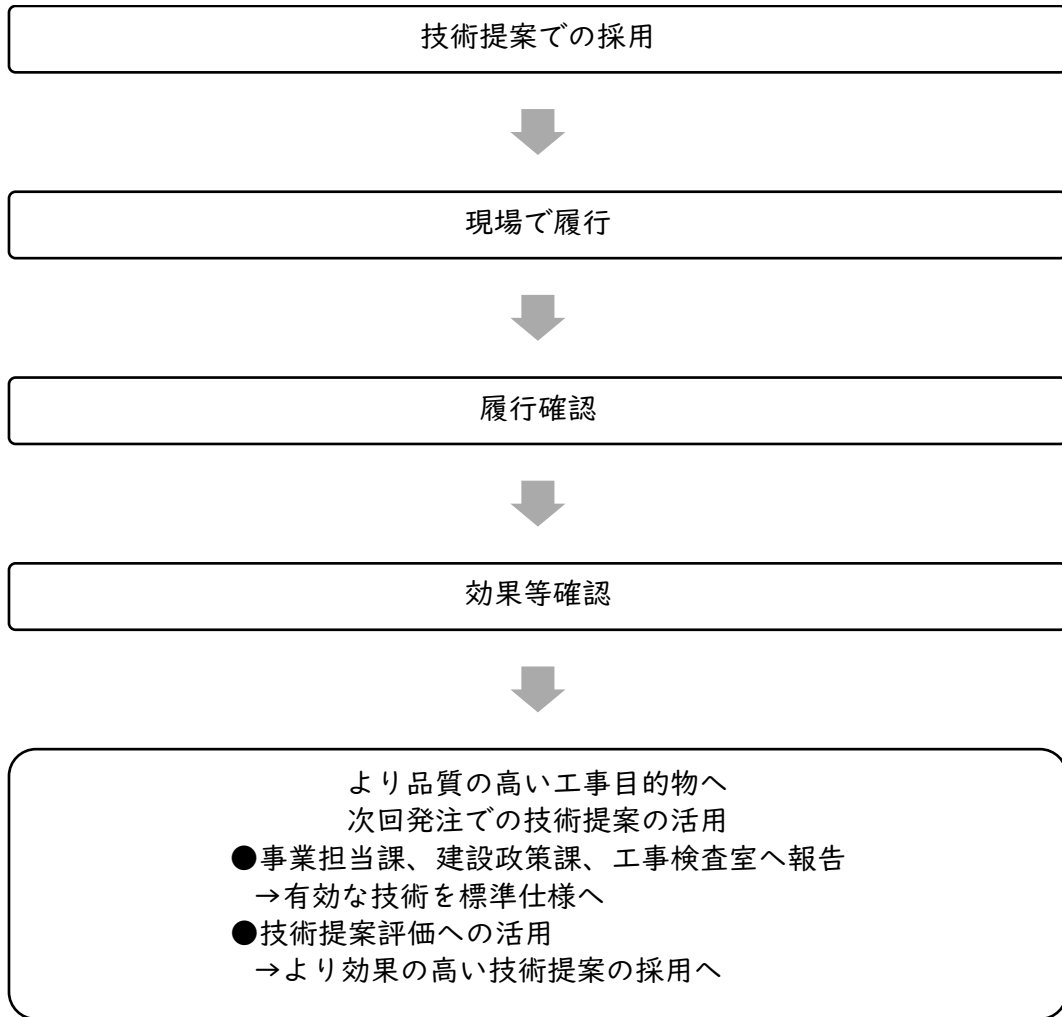 技術提案での採用
現場で履行
履行確認
効果等確認
より品質の高い工事目的物へ
次回発注での技術提案の活用
●事業担当課、建設政策課、工事検査室へ報告
→有効な技術を標準仕様へ
●技術提案評価への活用
→より効果の高い技術提案の採用へ